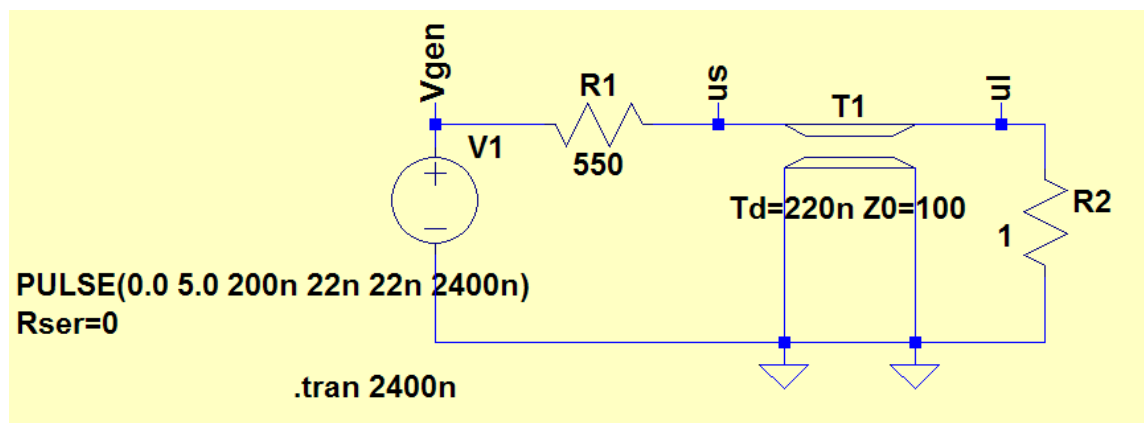 Vgen
R1
us
T1
ul
V1
550
Td=220n Z0=100
R2
1
PULSE(0.0 5.0 200n 22n 22n 2400n)
Rser=0
.tran 2400n